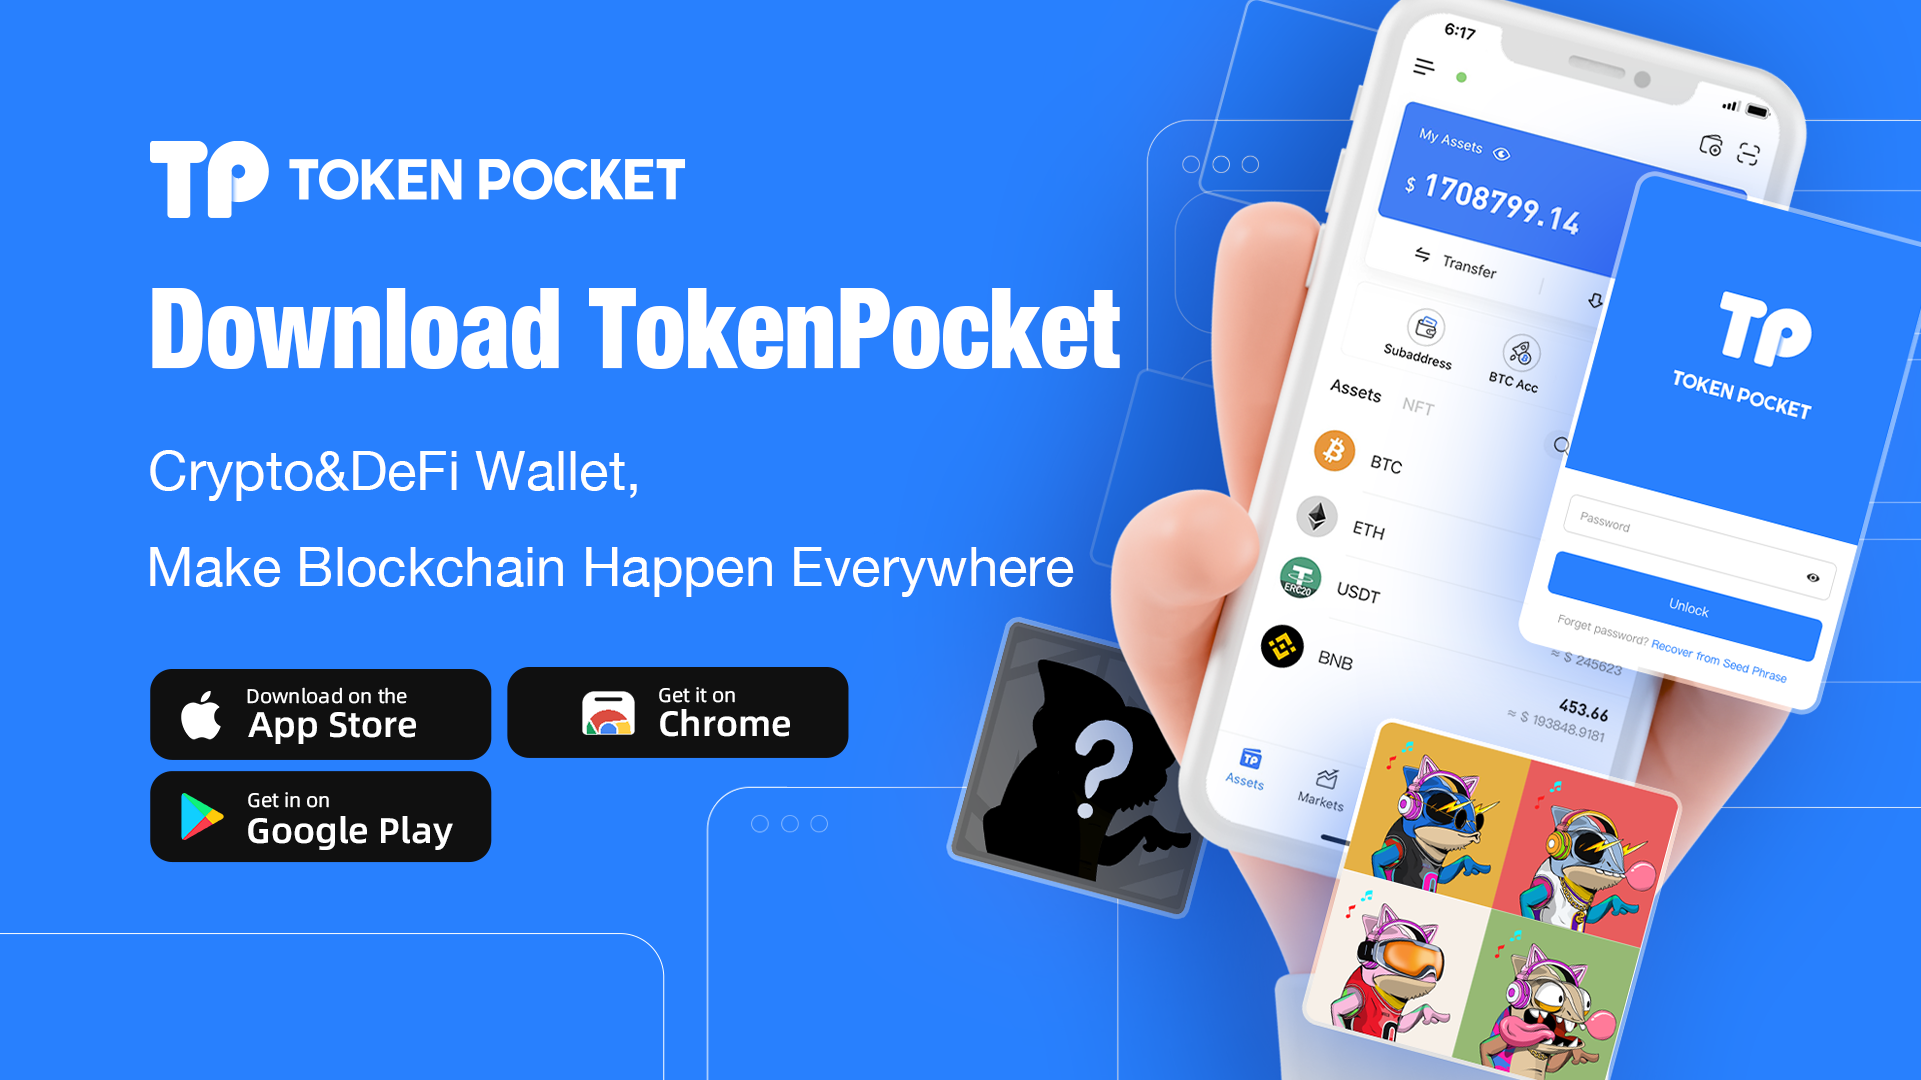 TP TOKEN POCKET
Download TokenPocket
Crypto&DeFi Wallet,
Make Blockchain Happen Everywhere
Download on the
App Store
Get it on
Chrome
Get in on
Google Play
?
6:17
My Assets
$ 1708799.14
Transfer
Subaddress
BTC Acc
Assets NFT
BTC
ETH
ERC20
USDT
BNB
≈ $ 245623
453.66
≈ $ 193848.9181
TP
Assets
Markets
TP
TOKEN POCKET
Password
Unlock
Forget password? Recover from Seed Phrase